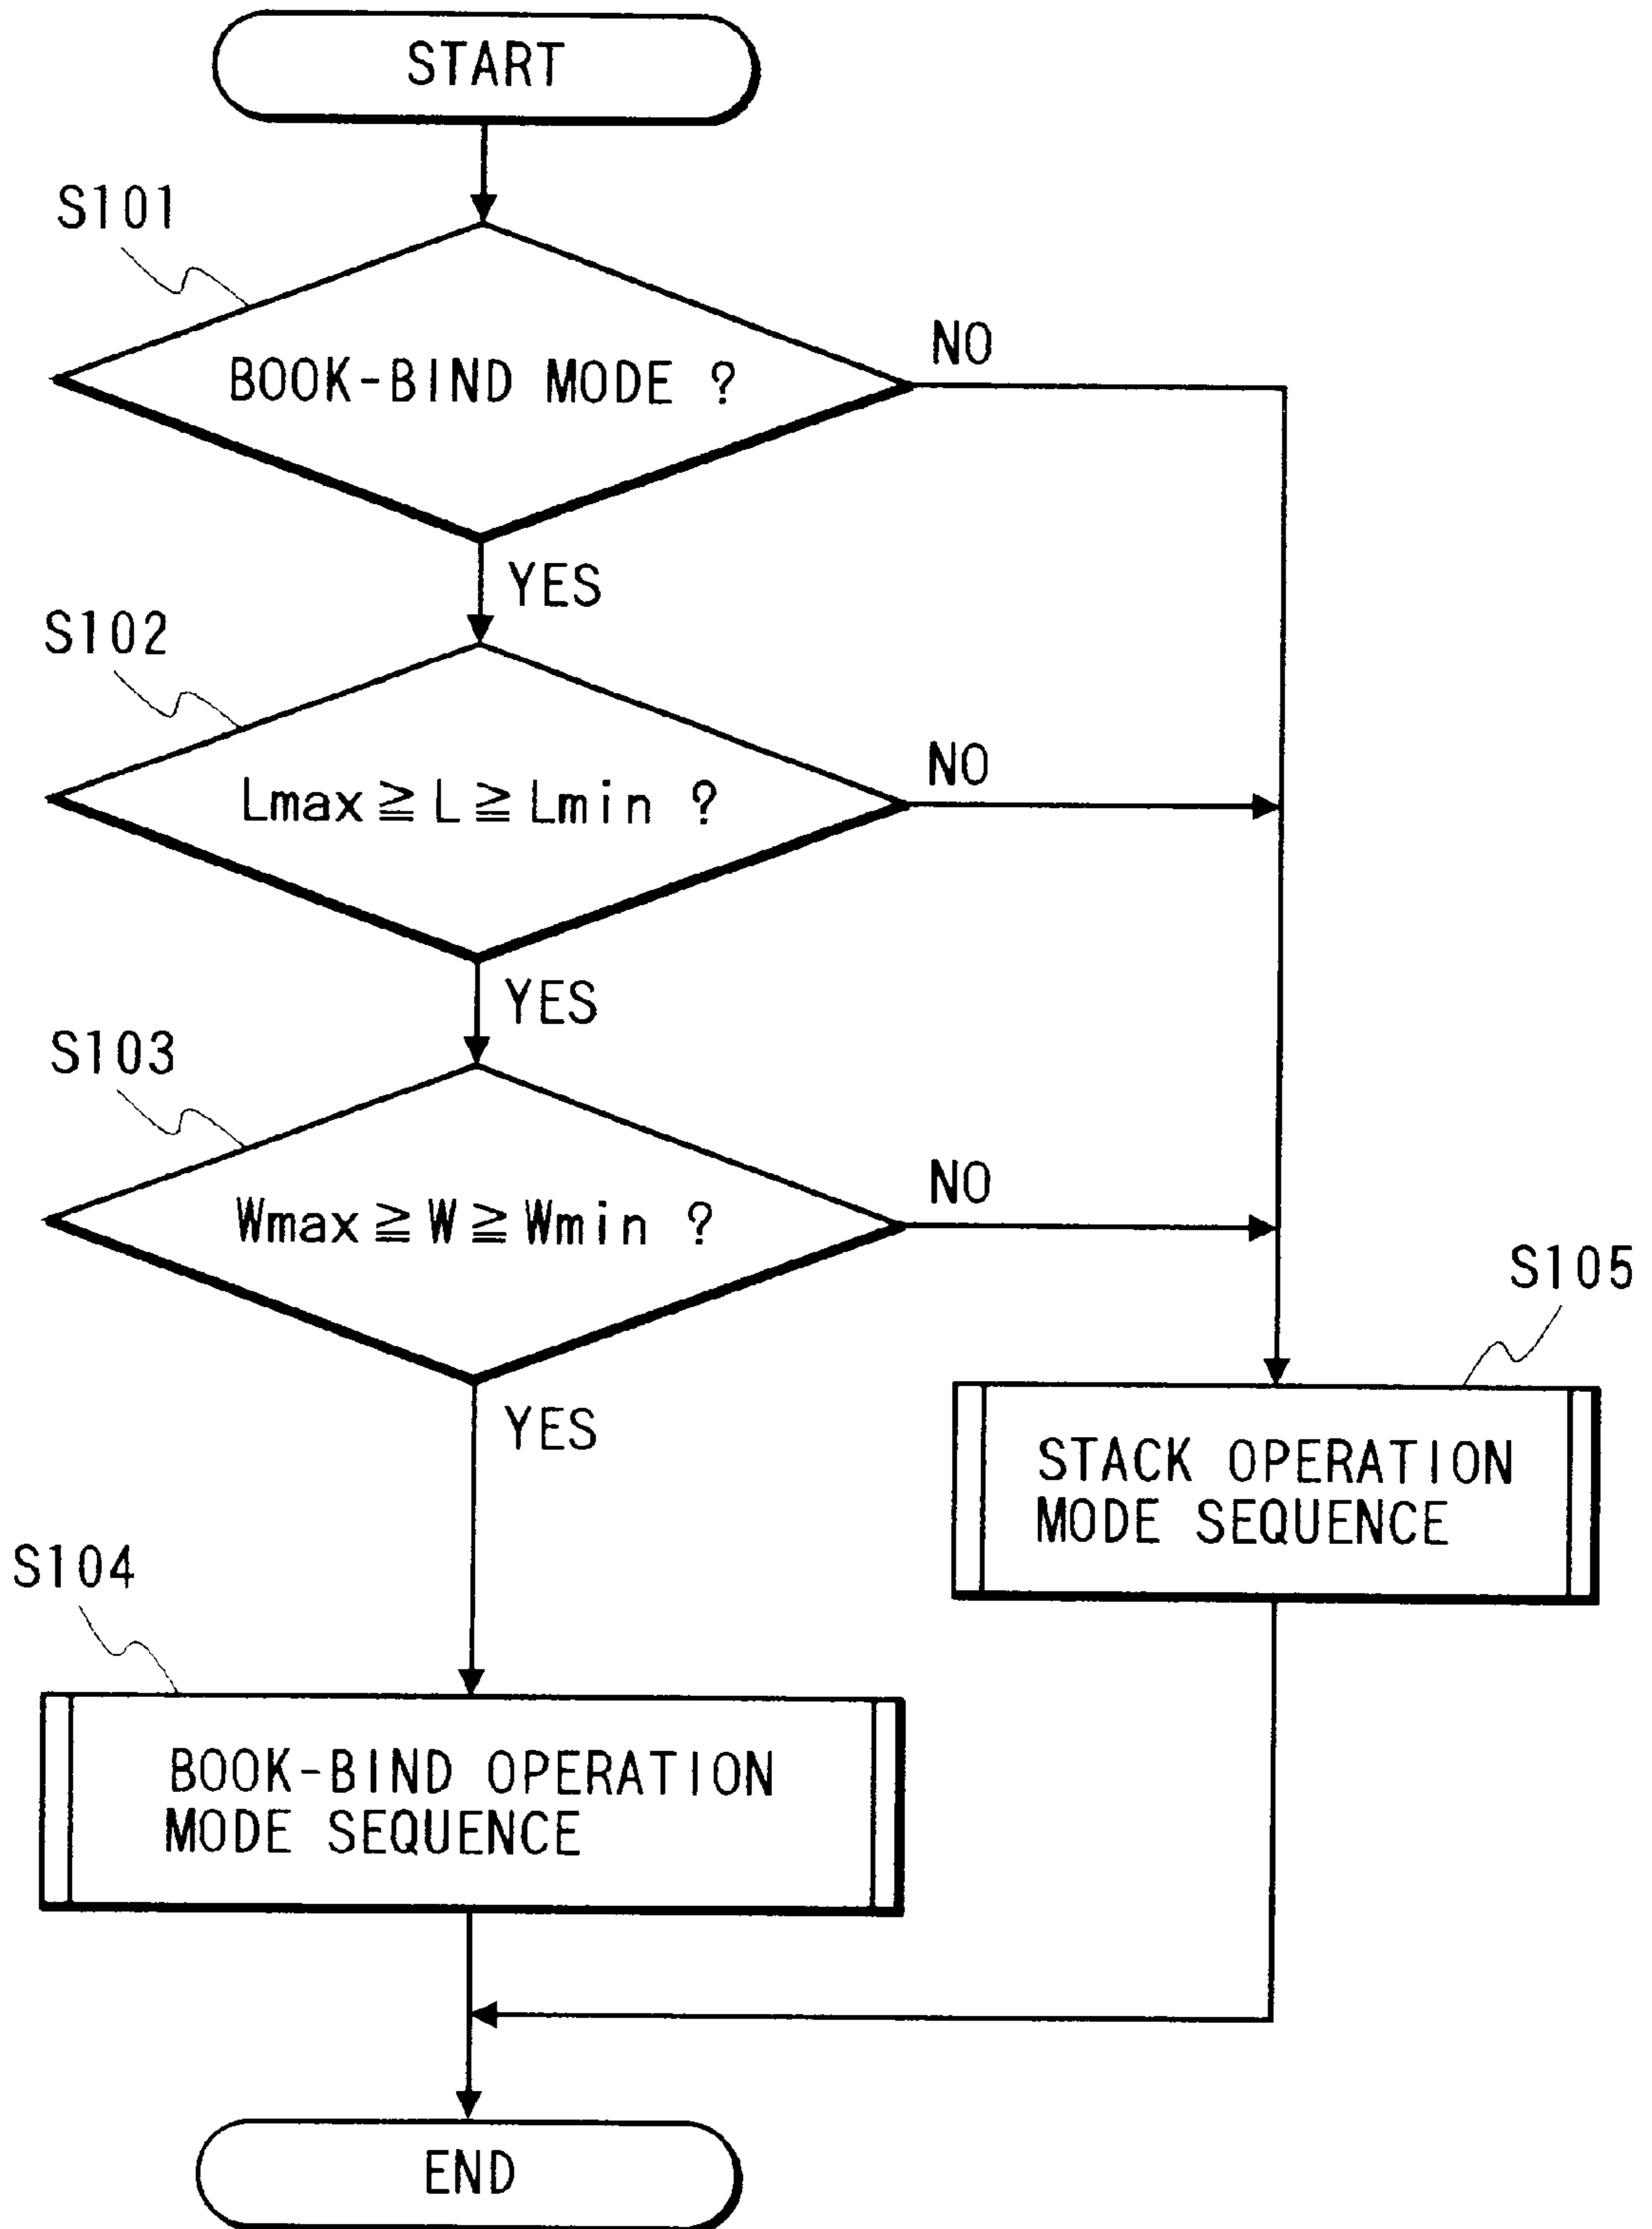 START
S101
BOOK-BIND MODE ?
NO
YES
S102
Lmax ≧ L ≧ Lmin ?
NO
YES
S103
Wmax ≧ W ≧ Wmin ?
NO
YES
S105
STACK OPERATION
MODE SEQUENCE
S104
BOOK-BIND OPERATION
MODE SEQUENCE
END